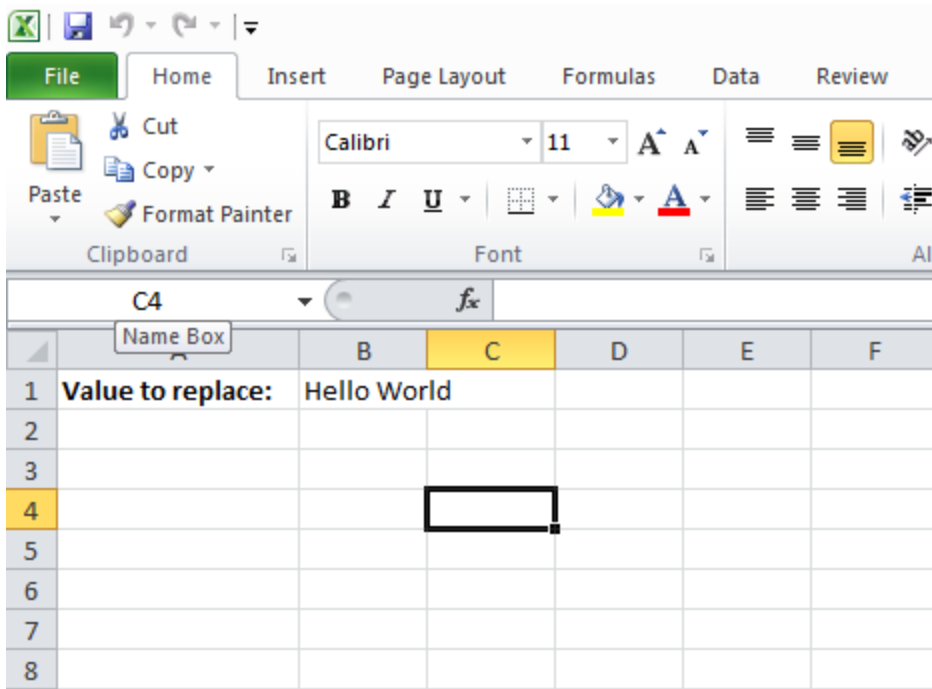 File Home Insert Page Layout Formulas Data Review
Cut
Calibri 11 A A
Copy
Paste
B I U A
Format Painter
Clipboard Font Al
C4 fx
Name Box
B C D E F
1 Value to replace: Hello World
2
3
4
5
6
7
8